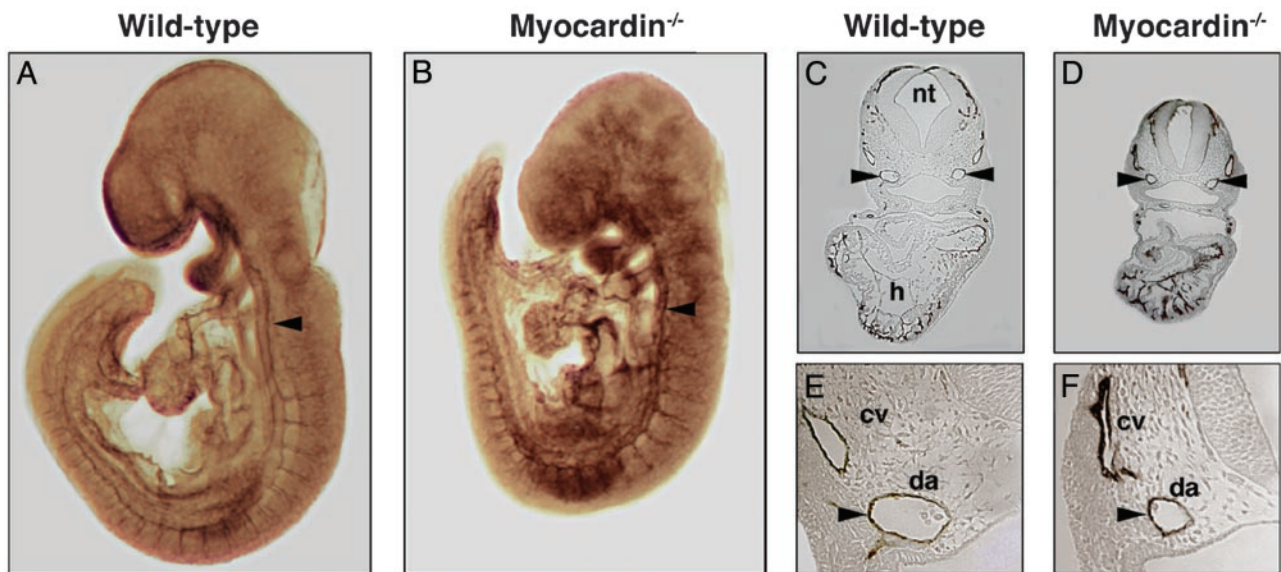 Wild-type
Myocardin-/-
Wild-type
Myocardin-/-
A
B
C
nt
h
D
E
cv
da
F
cv
da